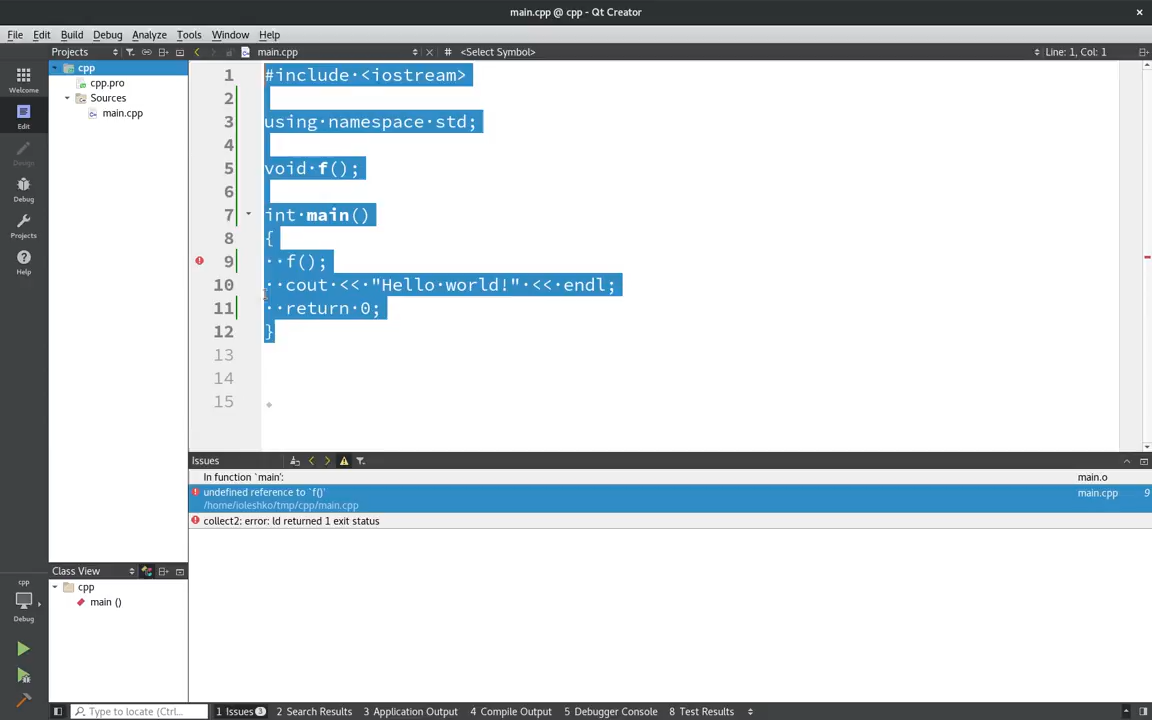 main.cpp @ cpp - Qt Creator
File Edit Build Debug Analyze Tools Window Help
Projects main.cpp # <Select Symbol> Line: 1, Col: 1
Welcome
Edit
Design
Debug
Projects
Help
cpp
cpp.pro
Sources
main.cpp
1 #include <iostream>
2
3 using namespace std;
4
5 void f();
6
7 int main()
8 {
9 f();
10 cout << "Hello world!" << endl;
11 return 0;
12 }
13
14
15
Issues
In function `main': main.o
undefined reference to `f()' main.cpp 9
/home/ioleshko/tmp/cpp/main.cpp
collect2: error: ld returned 1 exit status
Class View
cpp
main ()
cpp
Debug
Type to locate (Ctrl... 1 Issues 3 2 Search Results 3 Application Output 4 Compile Output 5 Debugger Console 8 Test Results